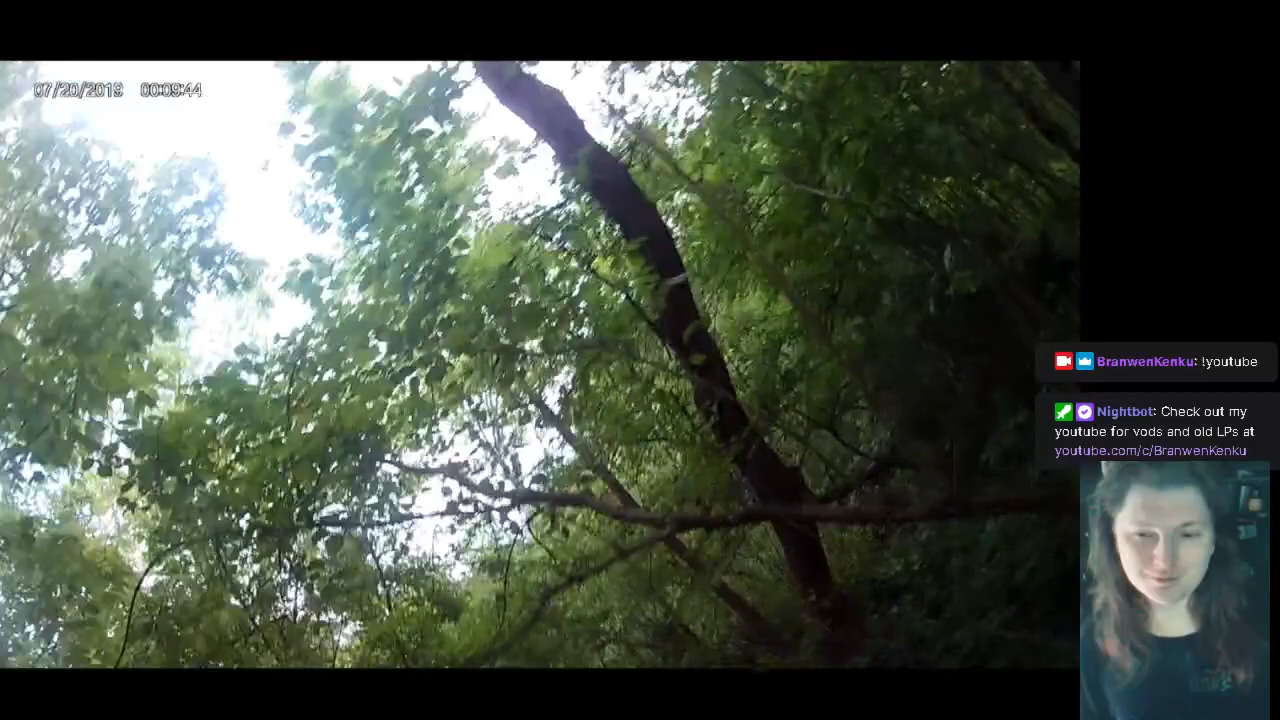 07/20/2019 00:09:44
BranwenKenku: !youtube
Nightbot: Check out my
youtube for vods and old LPs at
youtube.com/c/BranwenKenku